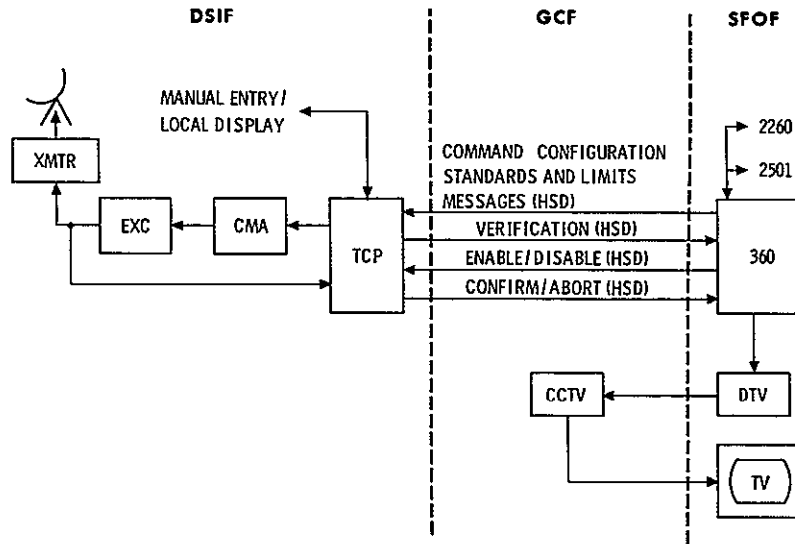 DSIF
GCF
SFOF
MANUAL ENTRY/
LOCAL DISPLAY
2260
2501
XMTR
COMMAND CONFIGURATION
STANDARDS AND LIMITS
MESSAGES (HSD)
VERIFICATION (HSD)
ENABLE/DISABLE (HSD)
CONFIRM/ABORT (HSD)
EXC
CMA
TCP
360
CCTV
DTV
TV